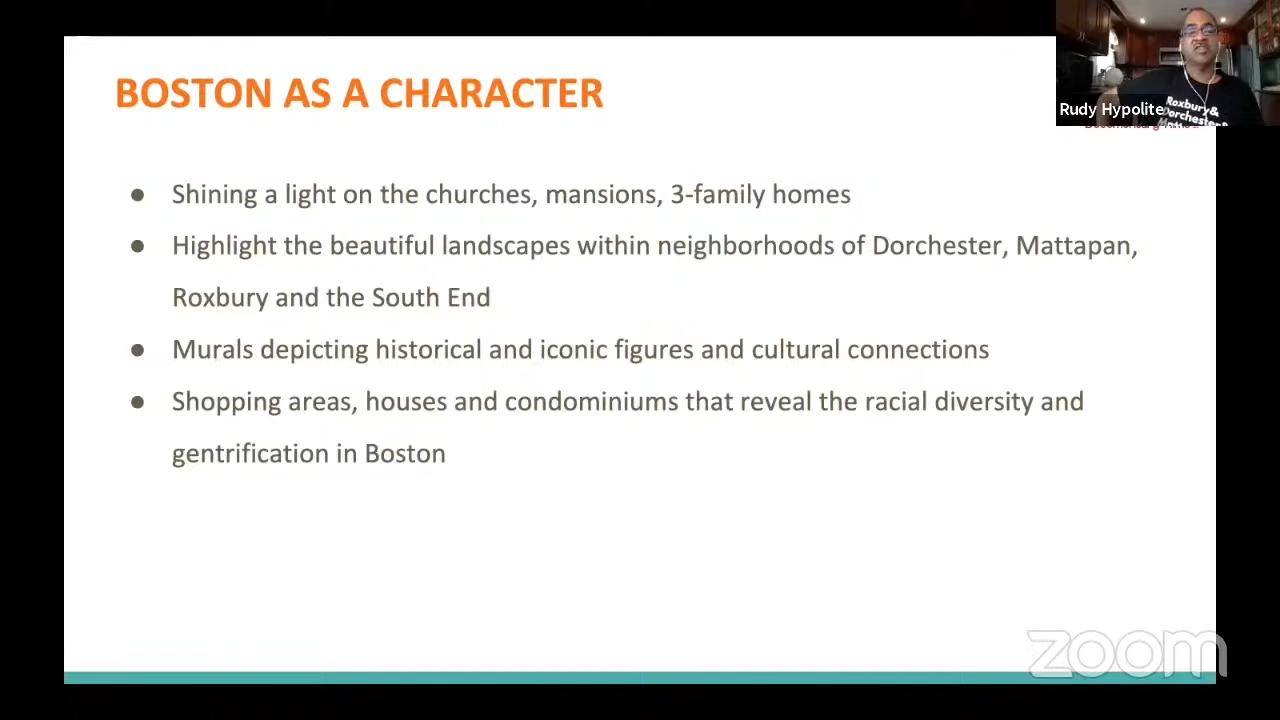 BOSTON AS A CHARACTER
Rudy Hypolite
Roxbury&
Dorchester&
● Shining a light on the churches, mansions, 3-family homes
● Highlight the beautiful landscapes within neighborhoods of Dorchester, Mattapan,
Roxbury and the South End
● Murals depicting historical and iconic figures and cultural connections
● Shopping areas, houses and condominiums that reveal the racial diversity and
gentrification in Boston
zoom